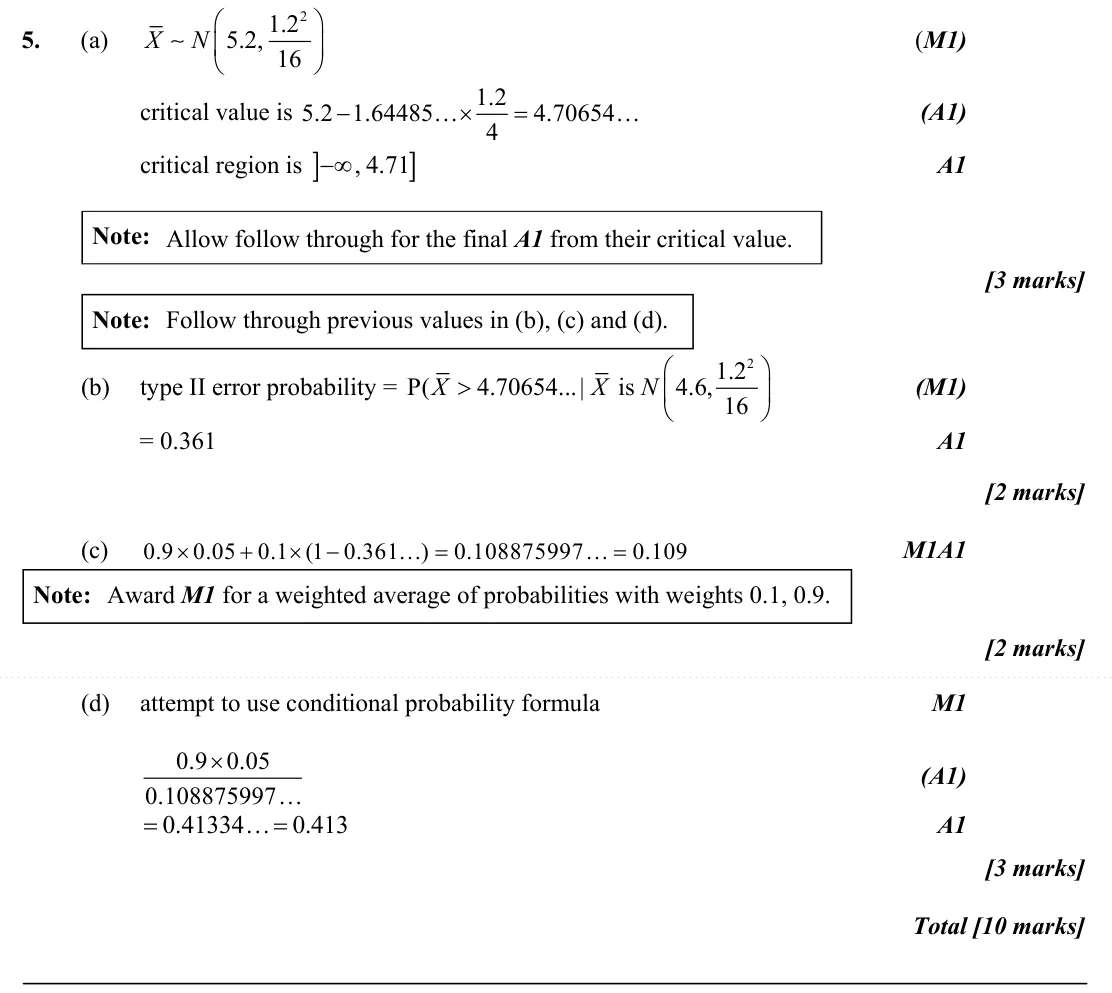 5. (a) X̅ ~ N(5.2, 1.2²/16) (M1)
critical value is 5.2−1.64485…×1.2/4 = 4.70654… (A1)
critical region is ]−∞, 4.71] A1
Note: Allow follow through for the final A1 from their critical value.
[3 marks]
Note: Follow through previous values in (b), (c) and (d).
(b) type II error probability = P(X̅ > 4.70654...| X̅ is N(4.6, 1.2²/16) (M1)
= 0.361 A1
[2 marks]
(c) 0.9×0.05+0.1×(1−0.361…) = 0.108875997… = 0.109 M1A1
Note: Award M1 for a weighted average of probabilities with weights 0.1, 0.9.
[2 marks]
(d) attempt to use conditional probability formula M1
0.9×0.05
0.108875997… (A1)
= 0.41334… = 0.413 A1
[3 marks]
Total [10 marks]